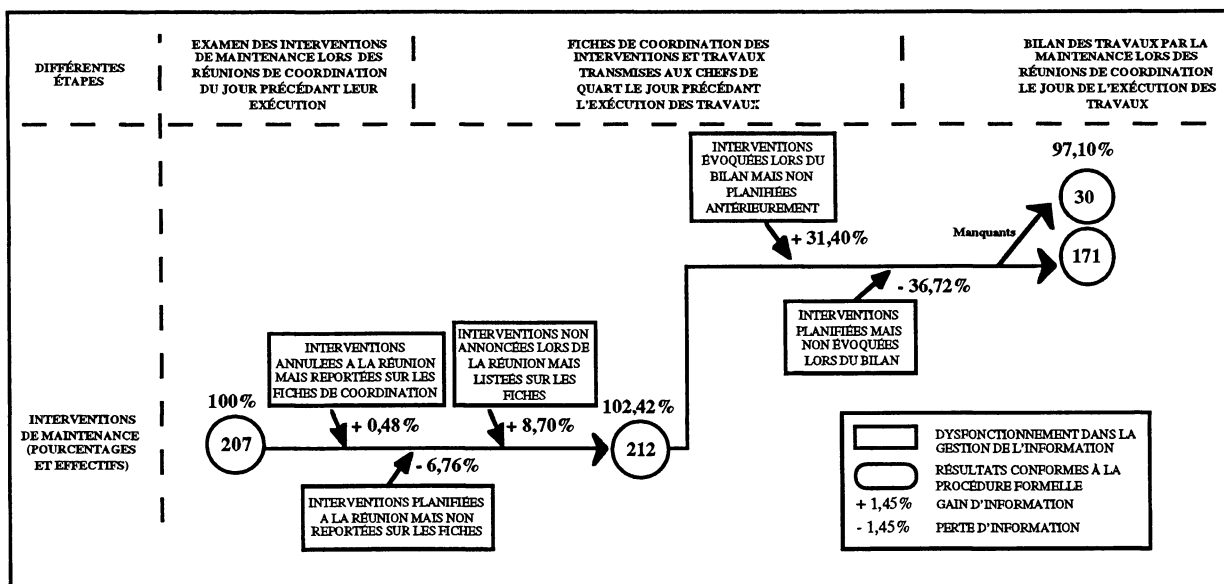 DIFFÉRENTES
ÉTAPES
EXAMEN DES INTERVENTIONS
DE MAINTENANCE LORS DES
RÉUNIONS DE COORDINATION
DU JOUR PRÉCÉDANT LEUR
EXÉCUTION
FICHES DE COORDINATION DES
INTERVENTIONS ET TRAVAUX
TRANSMISES AUX CHEFS DE
QUART LE JOUR PRÉCÉDANT
L'EXÉCUTION DES TRAVAUX
BILAN DES TRAVAUX PAR LA
MAINTENANCE LORS DES
RÉUNIONS DE COORDINATION
LE JOUR DE L'EXÉCUTION DES
TRAVAUX
INTERVENTIONS
ÉVOQUÉES LORS DU
BILAN MAIS NON
PLANIFIÉES
ANTÉRIEUREMENT
97,10%
30
+ 31,40%
Manquants
171
- 36,72%
INTERVENTIONS
PLANIFIÉES MAIS
NON ÉVOQUÉES
LORS DU BILAN
INTERVENTIONS
ANNULEES A LA RÉUNION
MAIS REPORTÉES SUR LES
FICHES DE COORDINATION
INTERVENTIONS NON
ANNONCÉES LORS DE
LA RÉUNION MAIS
LISTEÉS SUR LES
FICHES
INTERVENTIONS
DE MAINTENANCE
(POURCENTAGES
ET EFFECTIFS)
100%
207
+ 0,48%
+ 8,70%
102,42%
212
- 6,76%
INTERVENTIONS PLANIFIÉES
A LA RÉUNION MAIS NON
REPORTÉES SUR LES FICHES
DYSFONCTIONNEMENT DANS LA
GESTION DE L'INFORMATION
RÉSULTATS CONFORMES À LA
PROCÉDURE FORMELLE
+ 1,45% GAIN D'INFORMATION
- 1,45% PERTE D'INFORMATION